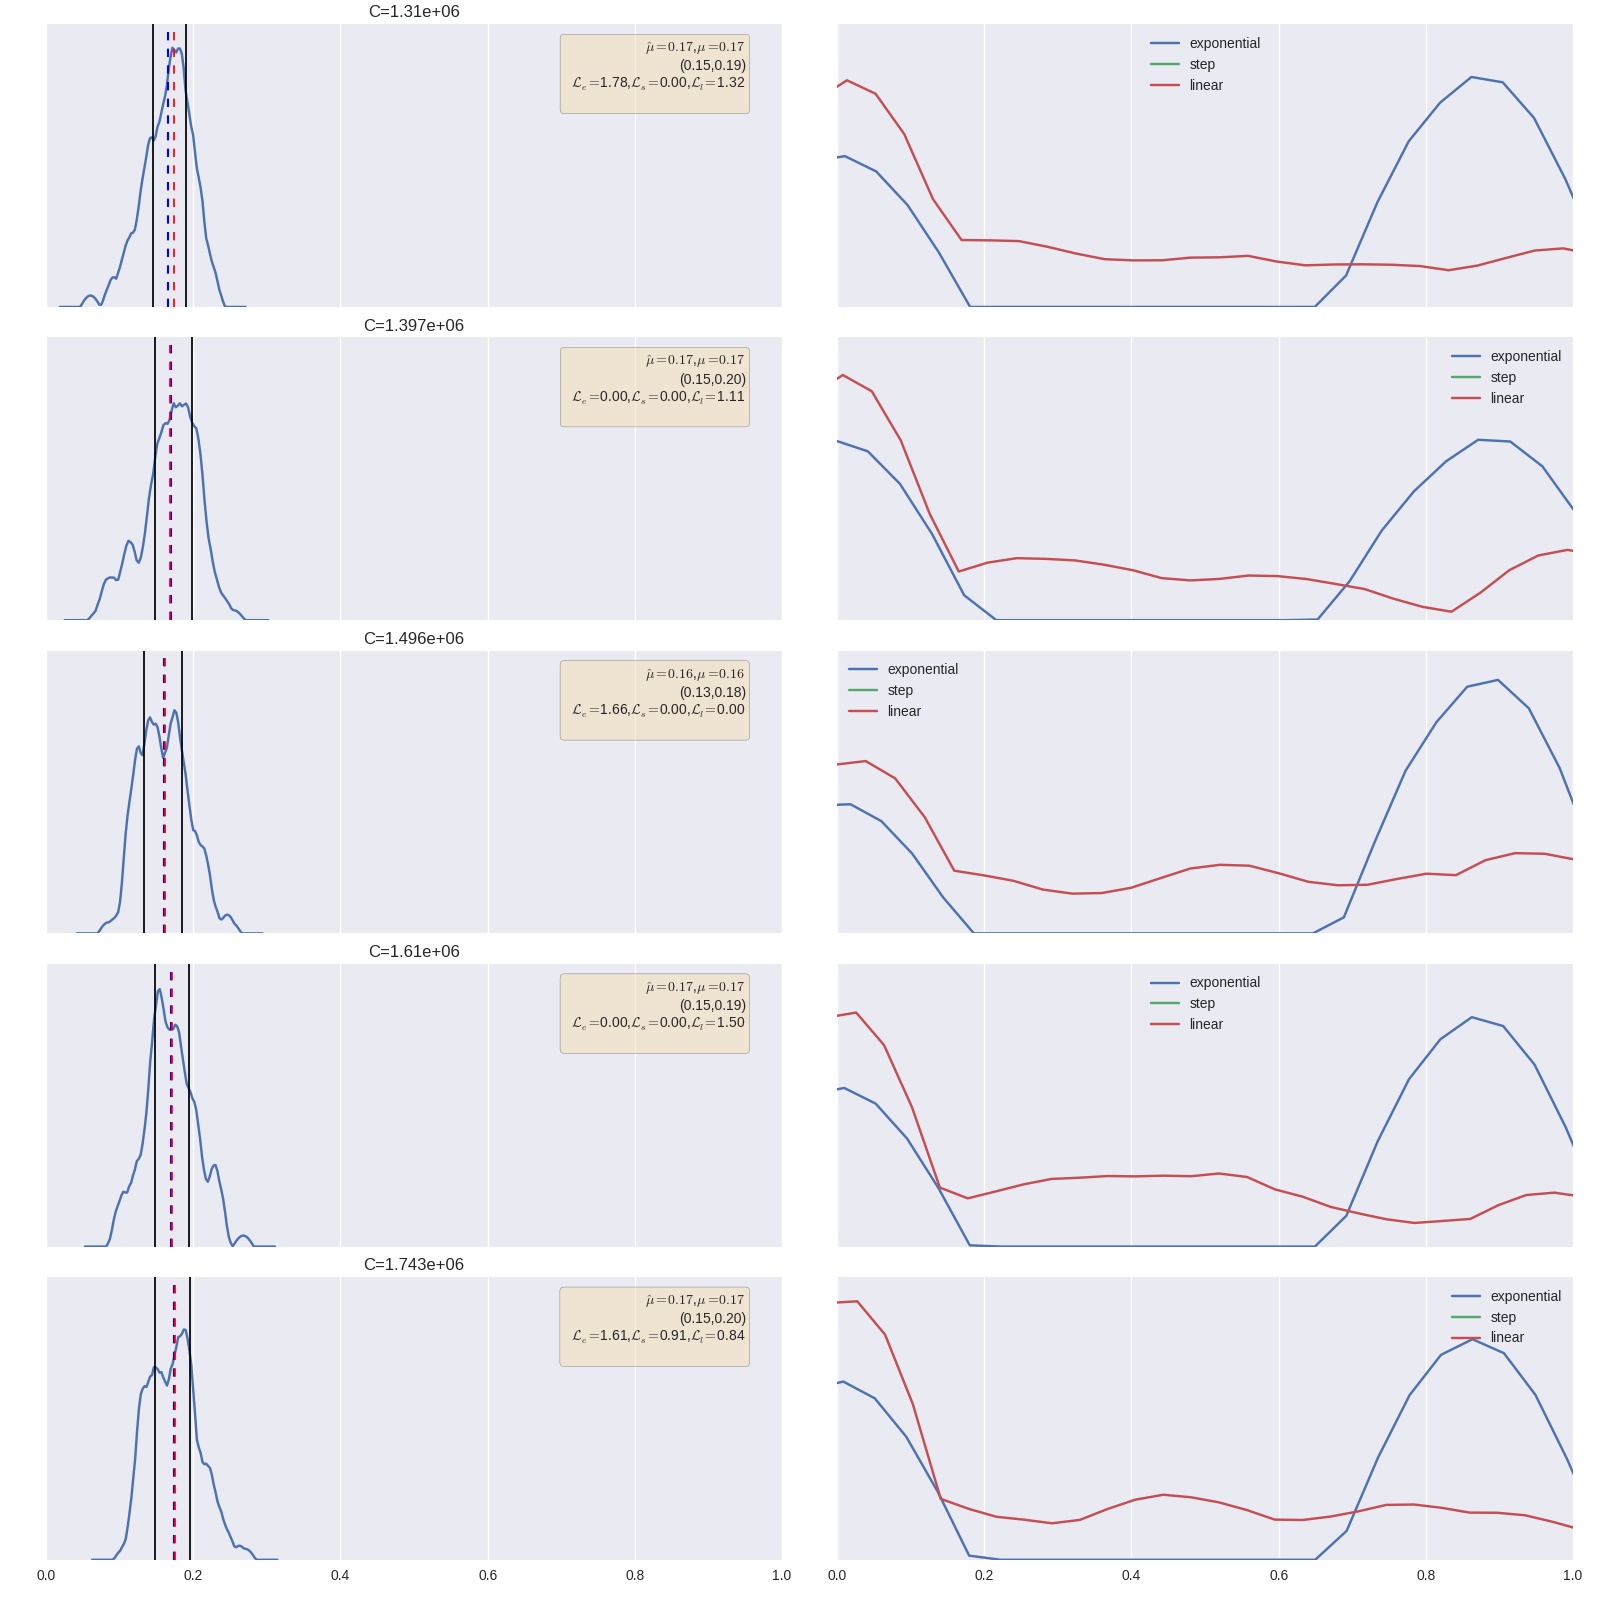 C=1.31e+06
μ̂=0.17,μ=0.17
(0.15,0.19)
ℒₑ=1.78,ℒₛ=0.00,ℒₗ=1.32
exponential
step
linear
C=1.397e+06
μ̂=0.17,μ=0.17
(0.15,0.20)
ℒₑ=0.00,ℒₛ=0.00,ℒₗ=1.11
exponential
step
linear
C=1.496e+06
μ̂=0.16,μ=0.16
(0.13,0.18)
ℒₑ=1.66,ℒₛ=0.00,ℒₗ=0.00
exponential
step
linear
C=1.61e+06
μ̂=0.17,μ=0.17
(0.15,0.19)
ℒₑ=0.00,ℒₛ=0.00,ℒₗ=1.50
exponential
step
linear
C=1.743e+06
μ̂=0.17,μ=0.17
(0.15,0.20)
ℒₑ=1.61,ℒₛ=0.91,ℒₗ=0.84
exponential
step
linear
0.0 0.2 0.4 0.6 0.8 1.0
0.0 0.2 0.4 0.6 0.8 1.0